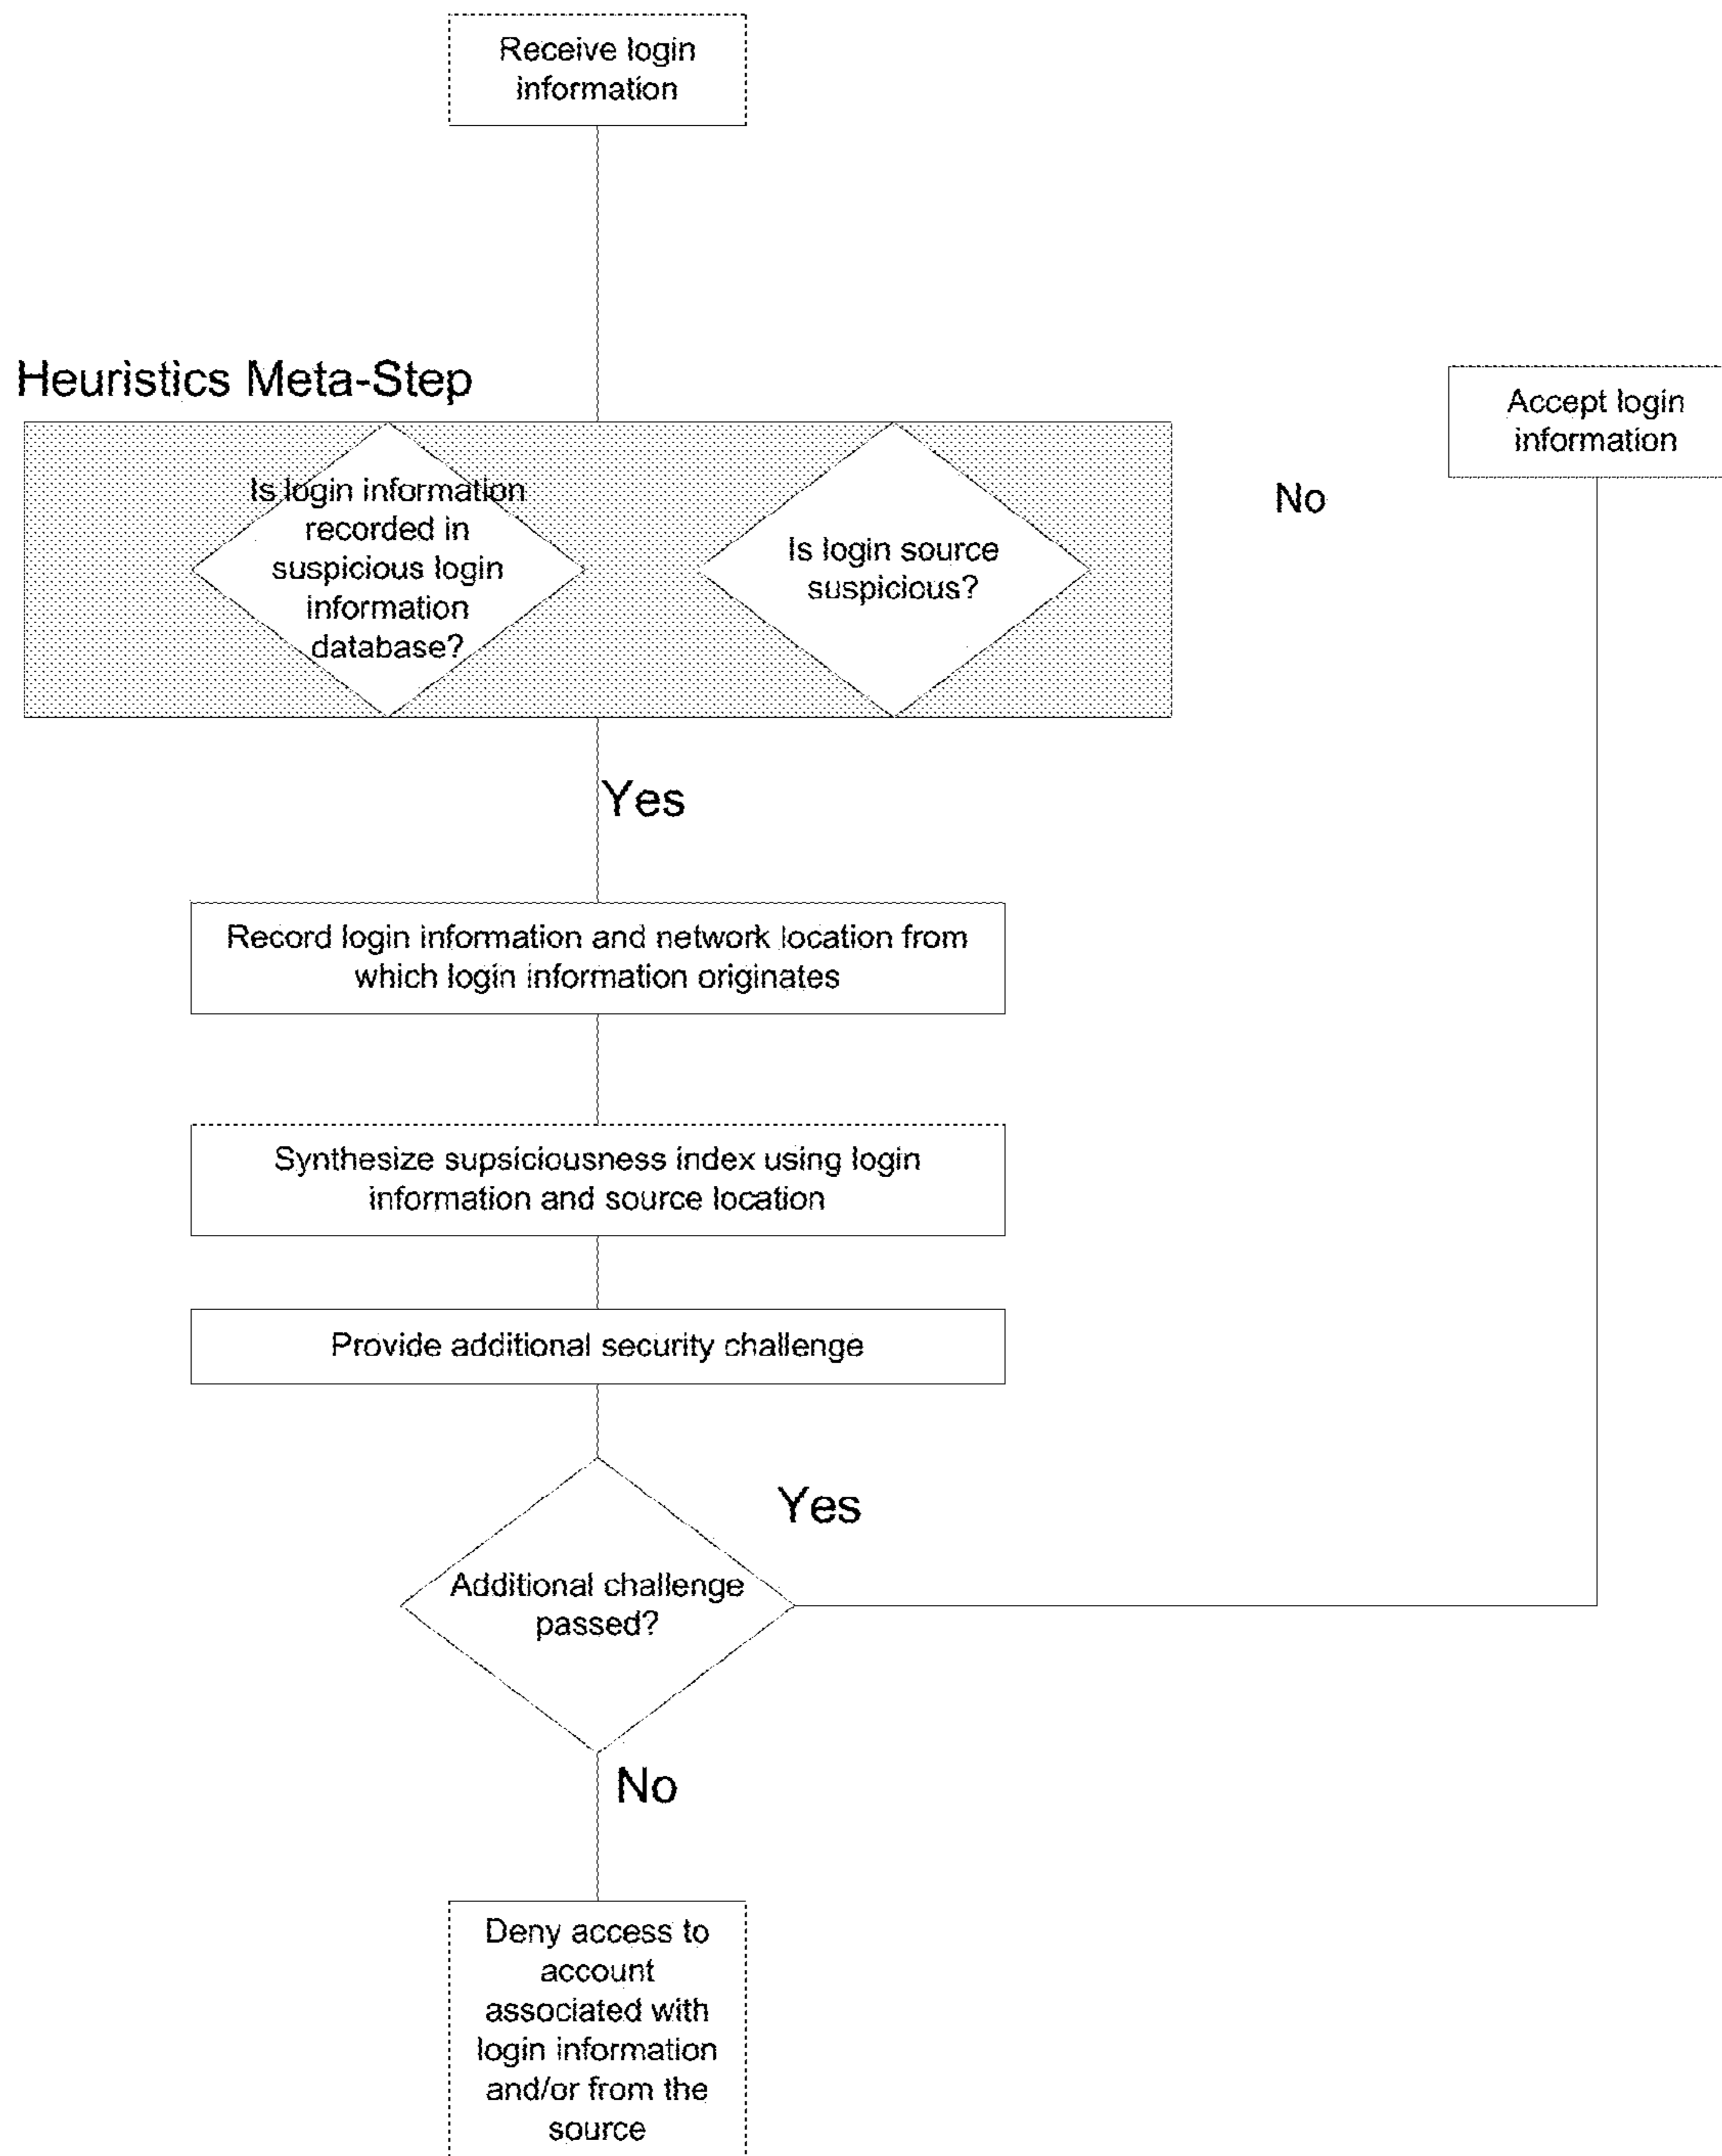 Receive login
information
Heuristics Meta-Step
Accept login
information
Is login information
recorded in
suspicious login
information
database?
Is login source
suspicious?
No
Yes
Record login information and network location from
which login information originates
Synthesize supsiciousness index using login
information and source location
Provide additional security challenge
Yes
Additional challenge
passed?
No
Deny access to
account
associated with
login information
and/or from the
source